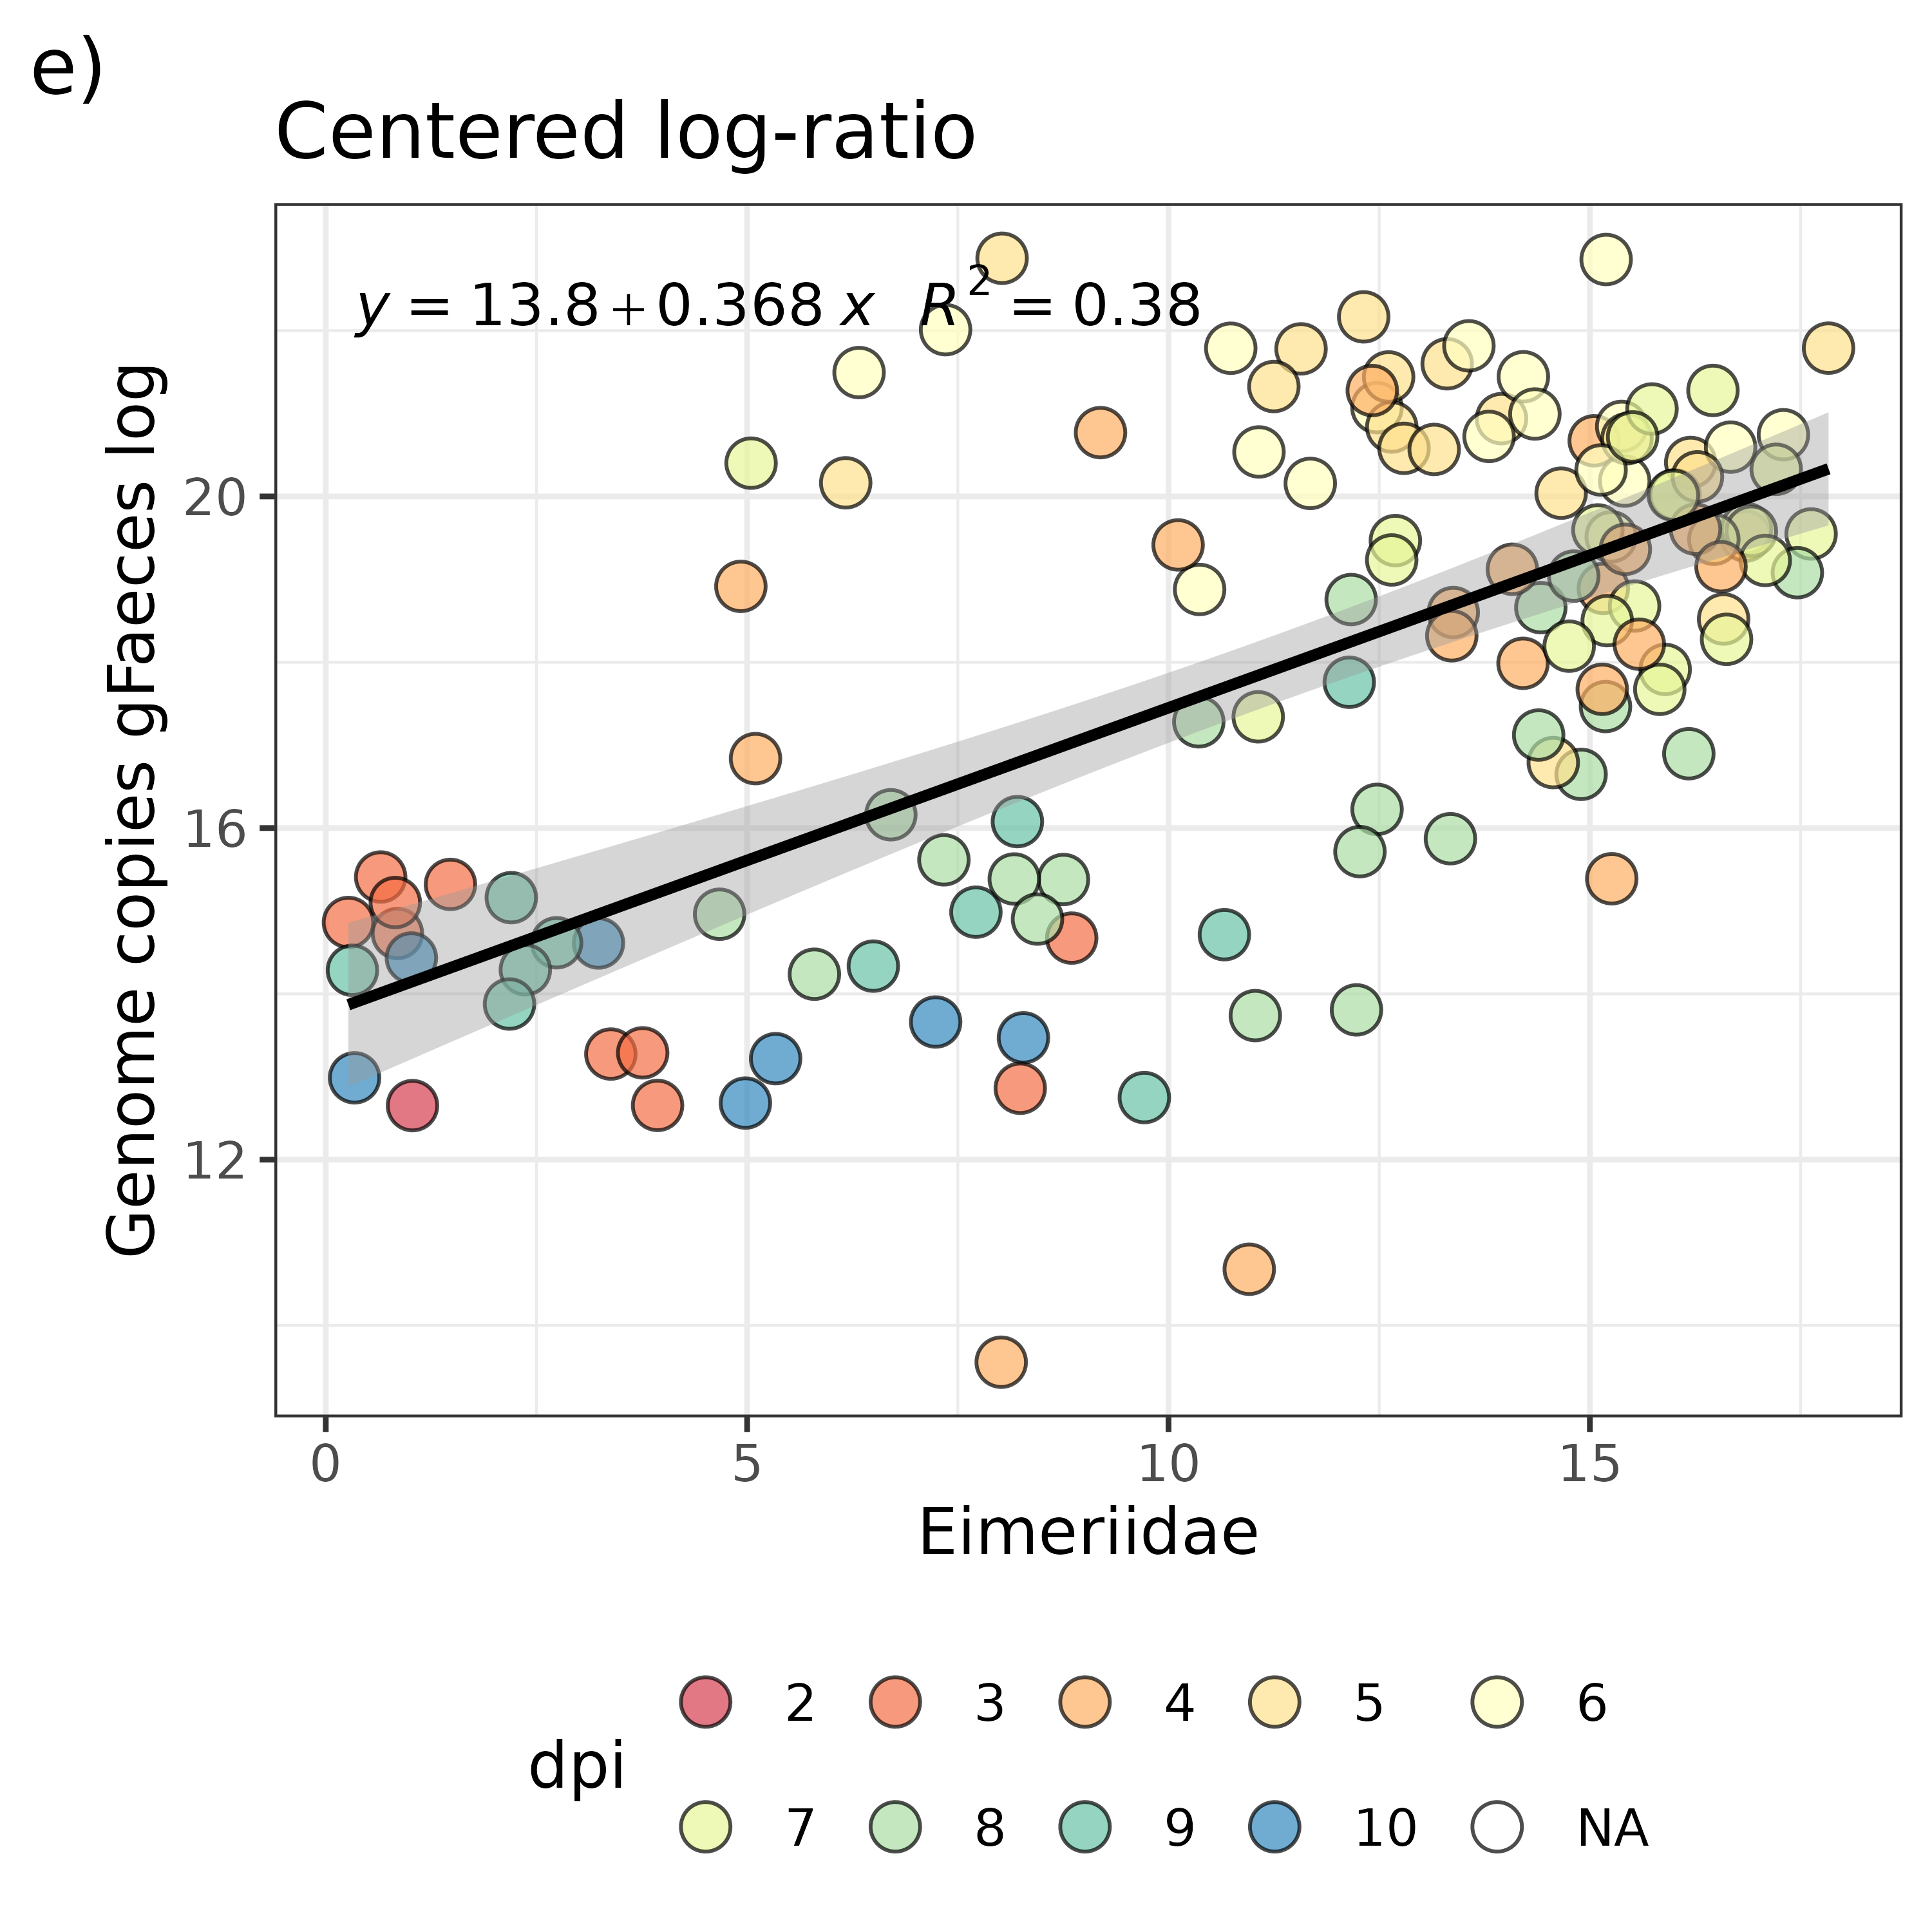 e)
Centered log-ratio
y = 13.8 + 0.368 x R² = 0.38
Genome copies gFaeces log
20
16
12
0 5 10 15
Eimeriidae
dpi
2 3 4 5 6
7 8 9 10 NA